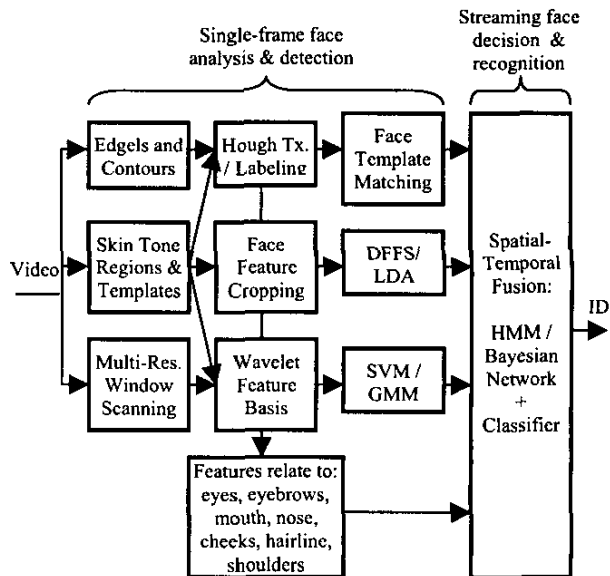 Single-frame face
analysis & detection
Streaming face
decision &
recognition
Video
Edgels and
Contours
Hough Tx.
/ Labeling
Face
Template
Matching
Skin Tone
Regions &
Templates
Face
Feature
Cropping
DFFS/
LDA
Multi-Res.
Window
Scanning
Wavelet
Feature
Basis
SVM /
GMM
Features relate to:
eyes, eyebrows,
mouth, nose,
cheeks, hairline,
shoulders
Spatial-
Temporal
Fusion:
HMM /
Bayesian
Network
+
Classifier
ID